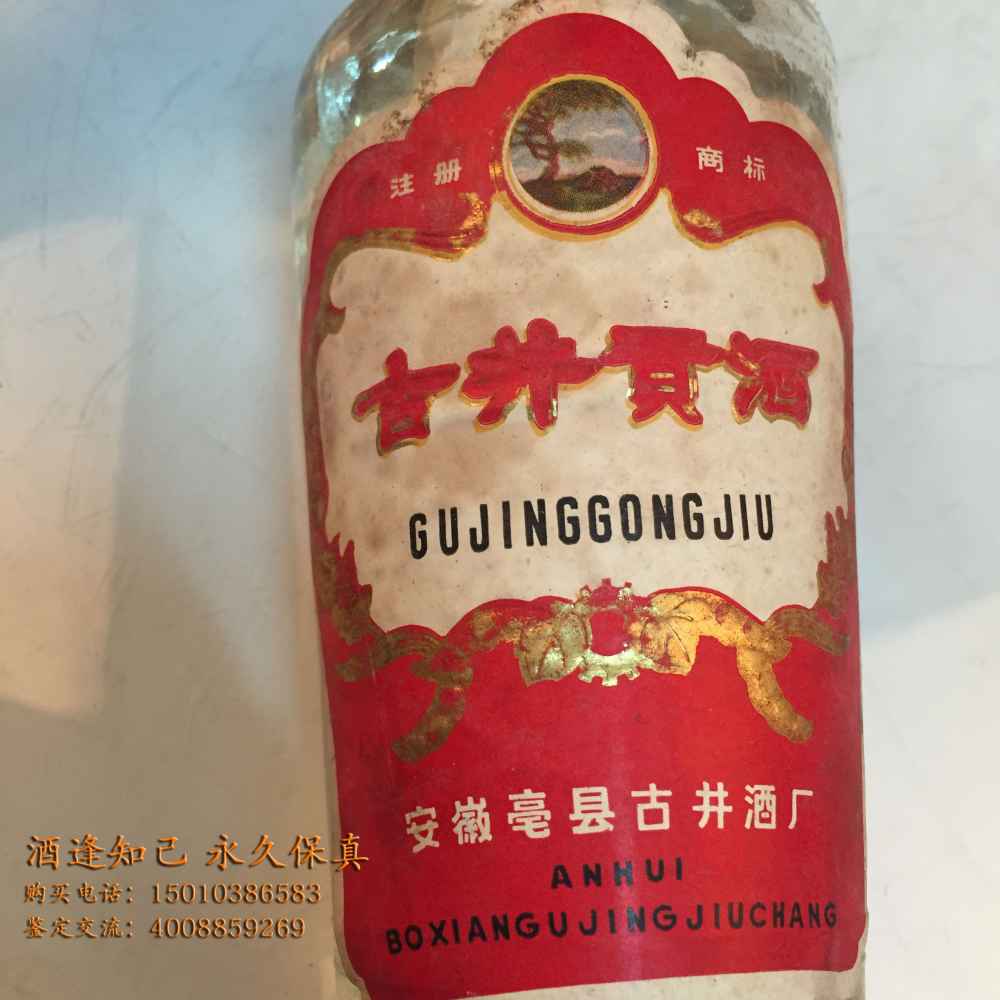 注册 商标
古井贡酒
GUJINGGONGJIU
安徽亳县古井酒厂
ANHUI
BOXIANGUJINGJIUCHANG
酒逢知己 永久保真
购买电话：15010386583
鉴定交流：4008859269